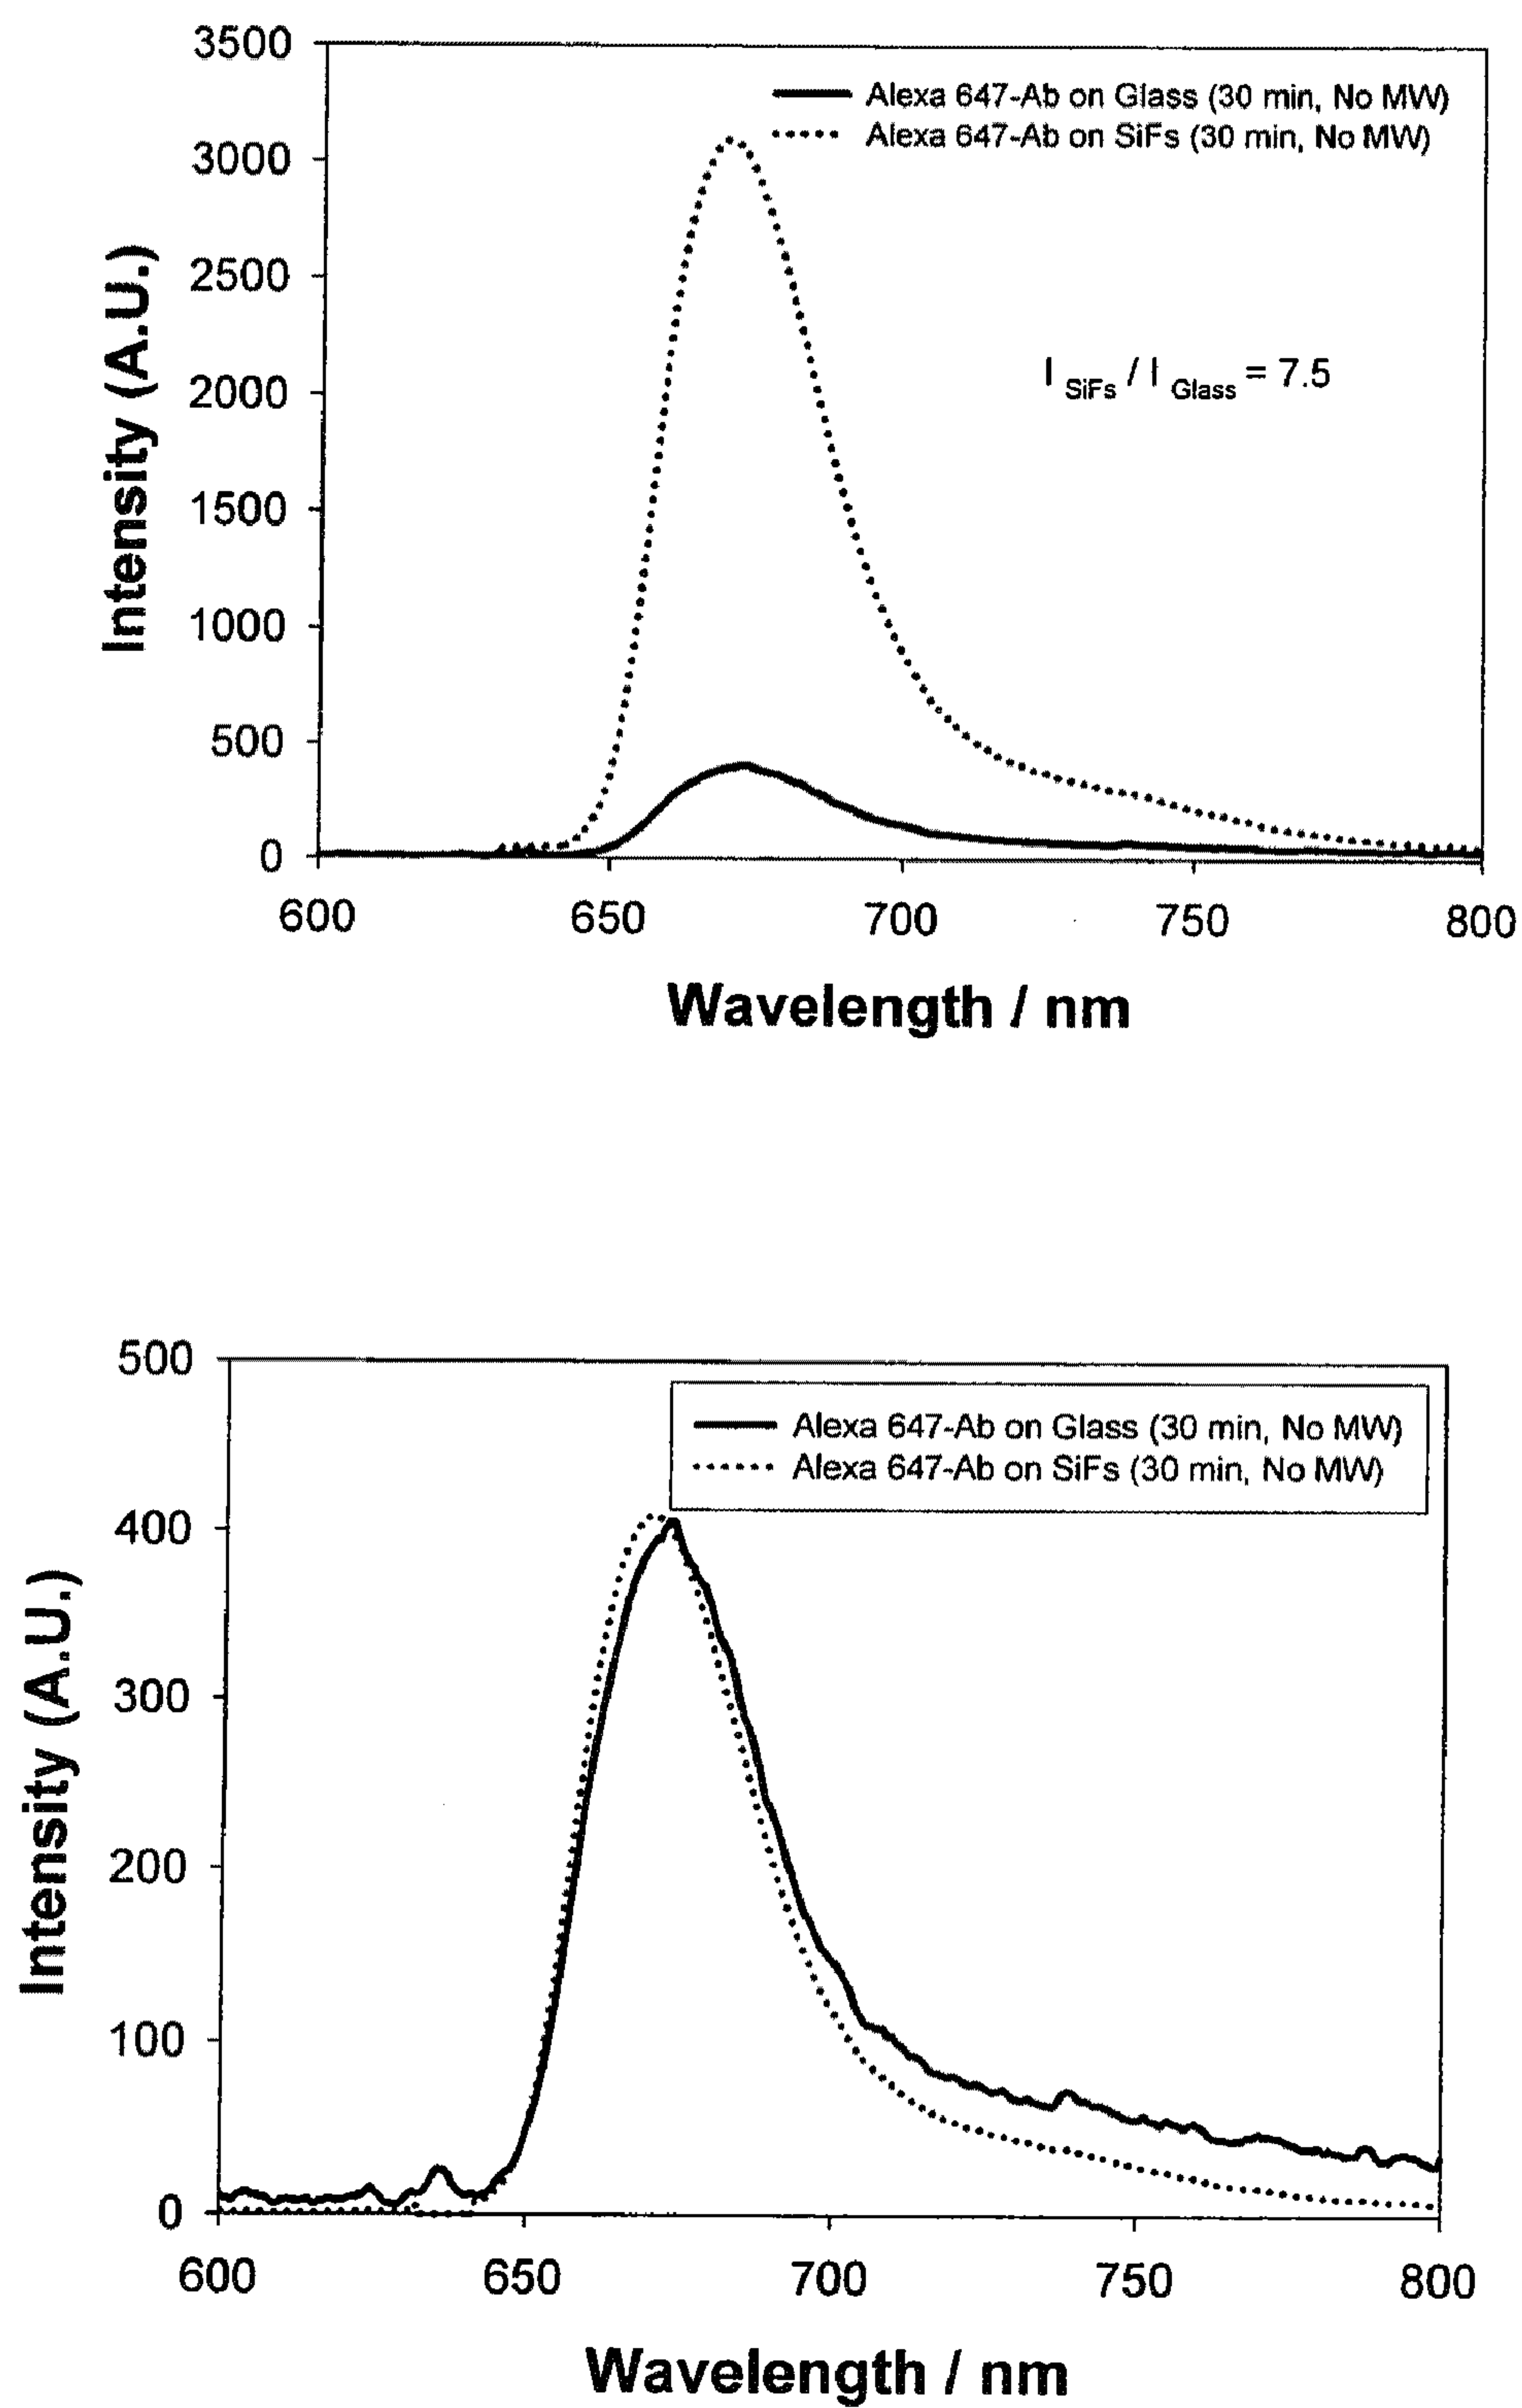 3500
3000
2500
2000
1500
1000
500
0
Intensity (A.U.)
Alexa 647-Ab on Glass (30 min, No MW)
Alexa 647-Ab on SiFs (30 min, No MW)
I SiFs / I Glass = 7.5
600 650 700 750 800
Wavelength / nm
500
400
300
200
100
0
Intensity (A.U.)
Alexa 647-Ab on Glass (30 min, No MW)
Alexa 647-Ab on SiFs (30 min, No MW)
600 650 700 750 800
Wavelength / nm